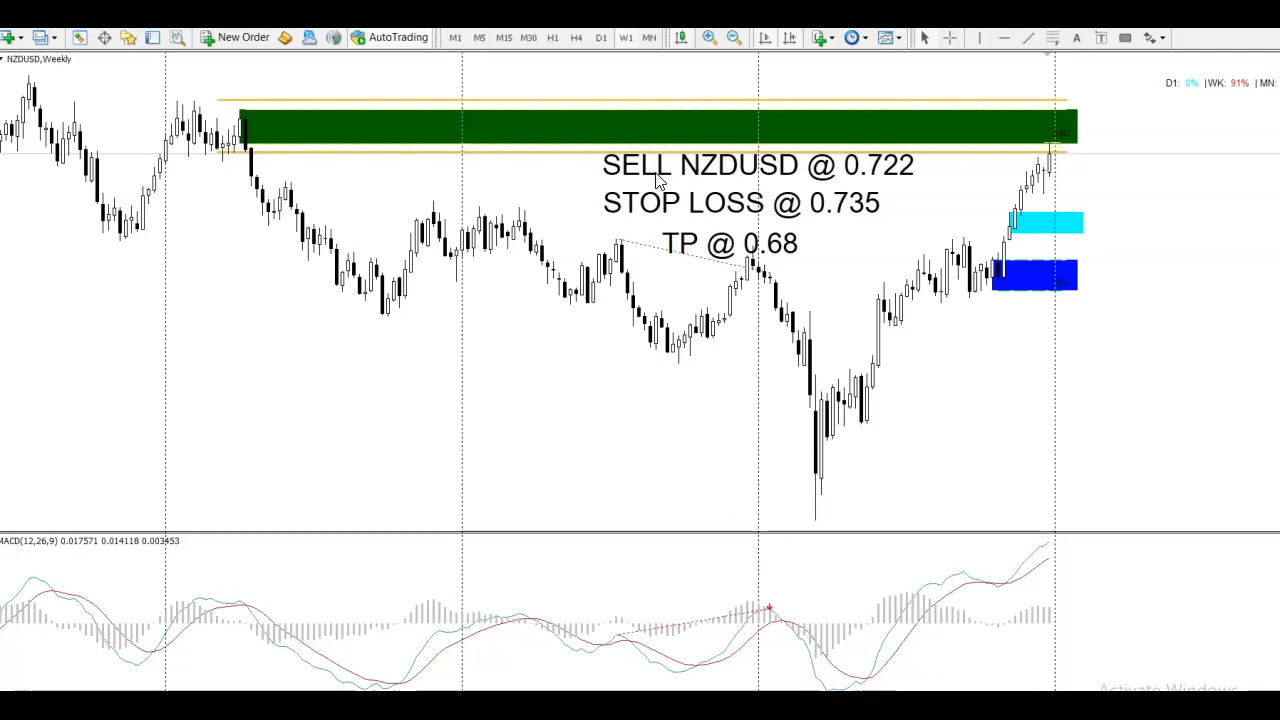 New Order AutoTrading M1 M5 M15 M30 H1 H4 D1 W1 MN A T
NZDUSD,Weekly
D1: 0% |WK: 91% | MN:
SELL NZDUSD @ 0.722
STOP LOSS @ 0.735
TP @ 0.68
MACD(12,26,9) 0.017571 0.014118 0.003453
Activate Windows